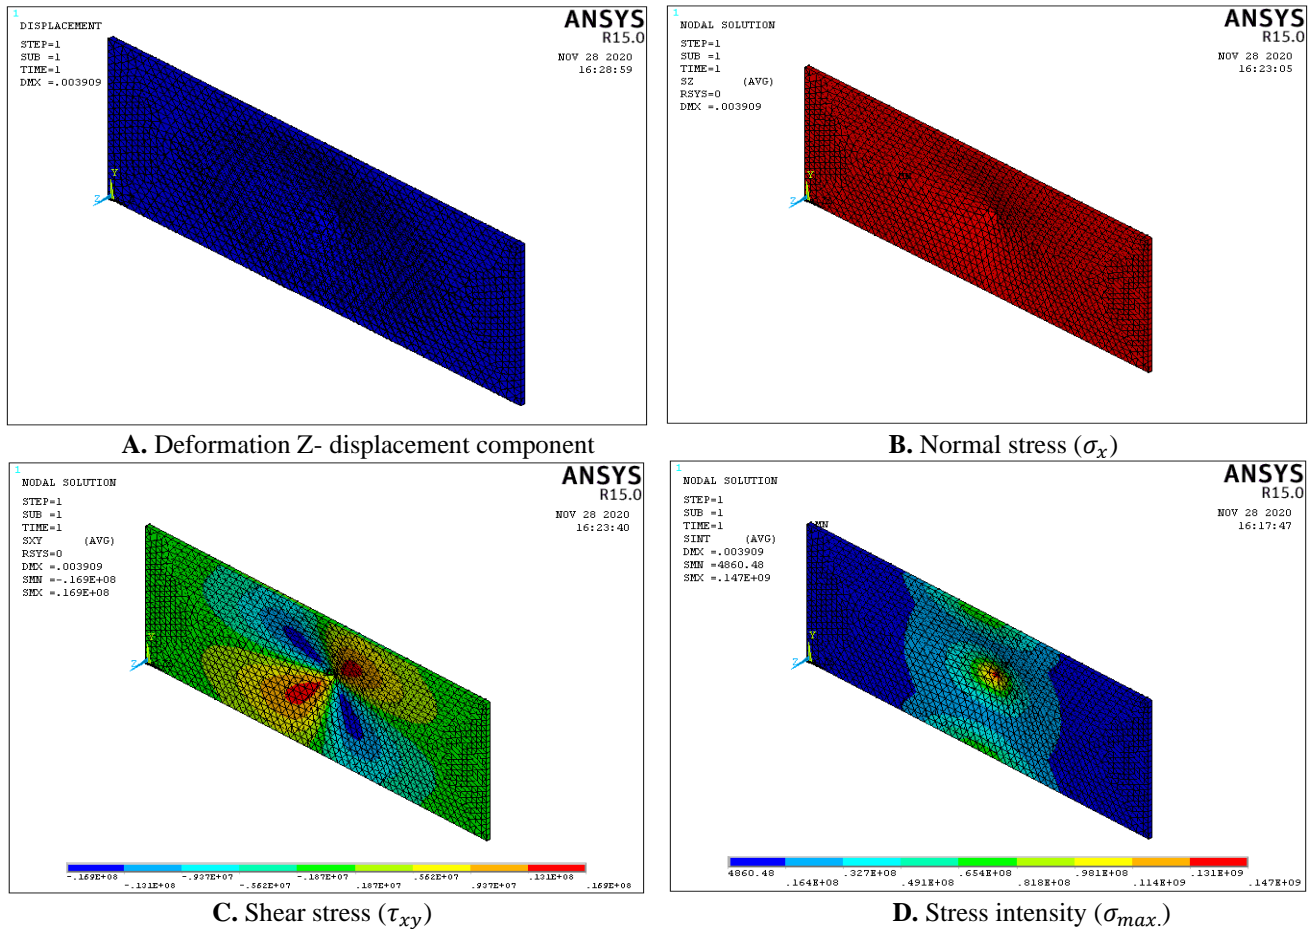 1
DISPLACEMENT
STEP=1
SUB =1
TIME=1
DMX =.003909
ANSYS
R15.0
NOV 28 2020
16:28:59
Y
Z
A. Deformation Z- displacement component
1
NODAL SOLUTION
STEP=1
SUB =1
TIME=1
SZ (AVG)
RSYS=0
DMX =.003909
ANSYS
R15.0
NOV 28 2020
16:23:05
Y
Z
B. Normal stress (σx)
1
NODAL SOLUTION
STEP=1
SUB =1
TIME=1
SXY (AVG)
RSYS=0
DMX =.003909
SMN =-.169E+08
SMX =.169E+08
ANSYS
R15.0
NOV 28 2020
16:23:40
Y
Z
-.169E+08 -.937E+07 -.187E+07 .562E+07 .131E+08
-.131E+08 -.562E+07 .187E+07 .937E+07 .169E+08
C. Shear stress (τxy)
1
NODAL SOLUTION
STEP=1
SUB =1
TIME=1
SINT (AVG)
DMX =.003909
SMN =4860.48
SMX =.147E+09
ANSYS
R15.0
NOV 28 2020
16:17:47
MN
Y
Z
4860.48 .327E+08 .654E+08 .981E+08 .131E+09
.164E+08 .491E+08 .818E+08 .114E+09 .147E+09
D. Stress intensity (σmax.)